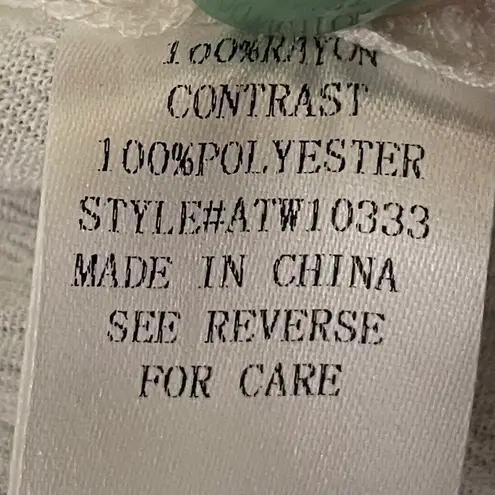 100%RAYON
CONTRAST
100%POLYESTER
STYLE#ATW10333
MADE IN CHINA
SEE REVERSE
FOR CARE